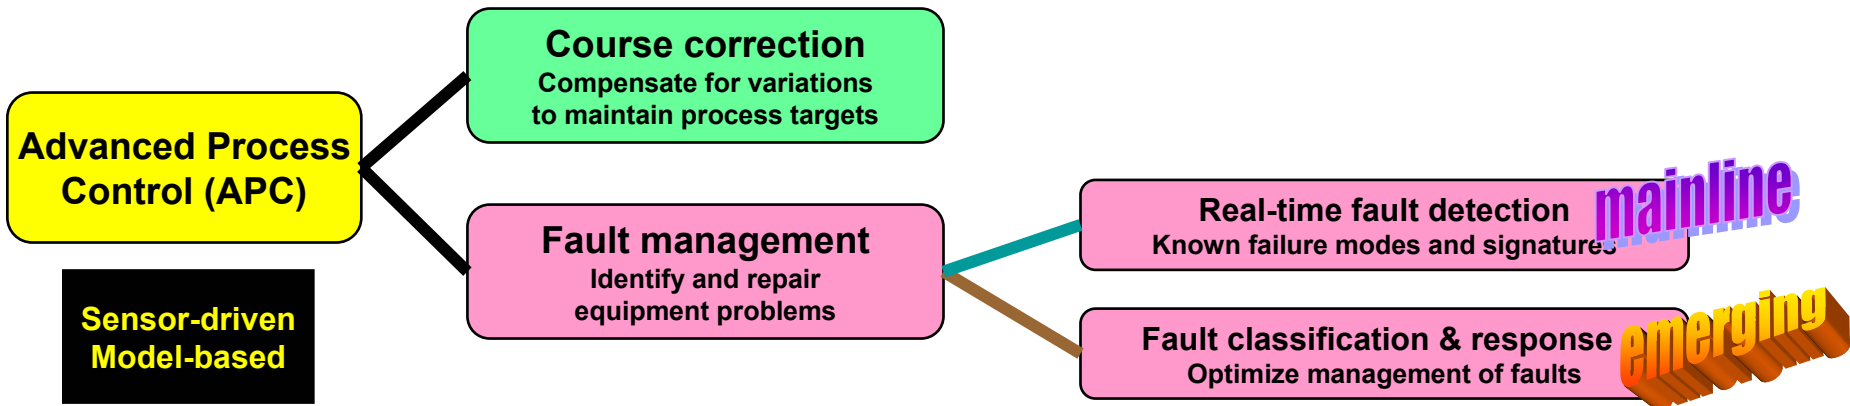 Advanced Process
Control (APC)
Sensor-driven
Model-based
Course correction
Compensate for variations
to maintain process targets
Fault management
Identify and repair
equipment problems
Real-time fault detection
Known failure modes and signatures
mainline
Fault classification & response
Optimize management of faults
emerging